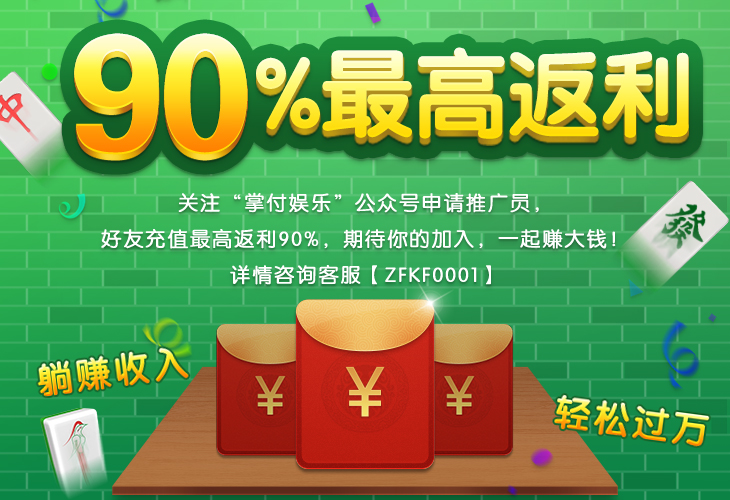 90%最高返利
中
关注“掌付娱乐”公众号申请推广员，
發
好友充值最高返利90%，期待你的加入，一起赚大钱！
详情咨询客服【ZFKF0001】
躺赚收入
¥ ¥ ¥
轻松过万